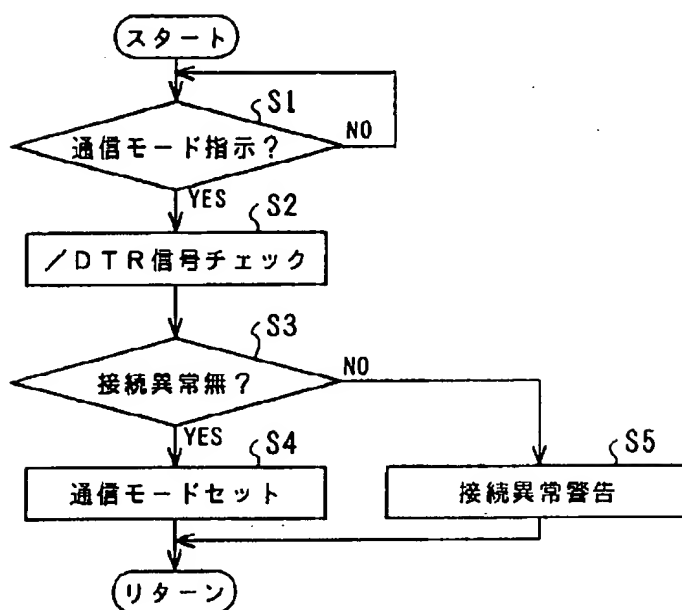 スタート
S1
通信モード指示?
NO
YES
S2
/DTR信号チェック
S3
接続異常無?
NO
YES
S4
通信モードセット
S5
接続異常警告
リターン